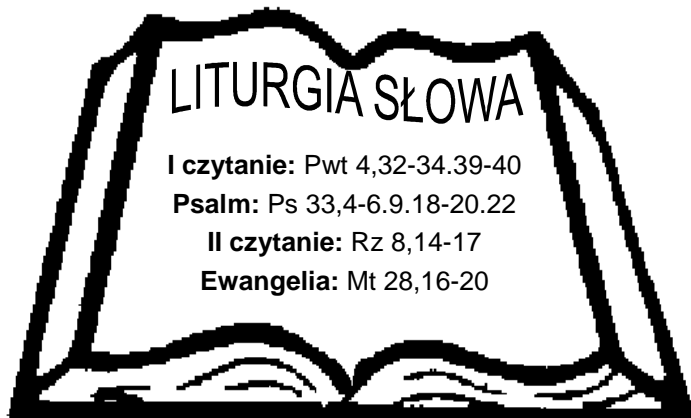 LITURGIA SŁOWA
I czytanie: Pwt 4,32-34.39-40
Psalm: Ps 33,4-6.9.18-20.22
II czytanie: Rz 8,14-17
Ewangelia: Mt 28,16-20